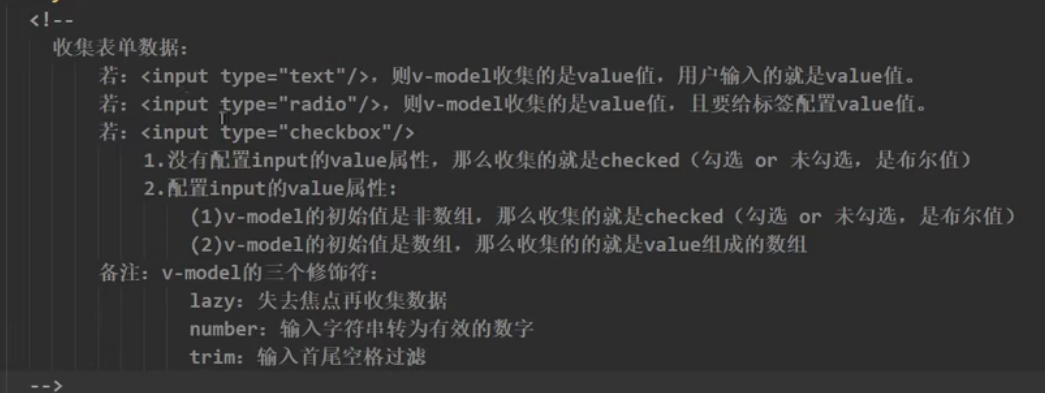 <!--
收集表单数据:
若: <input type="text"/>, 则v-model收集的是value值, 用户输入的就是value值。
若: <input type="radio"/>, 则v-model收集的是value值, 且要给标签配置value值。
若: <input type="checkbox"/>
1.没有配置input的value属性, 那么收集的就是checked (勾选 or 未勾选, 是布尔值)
2.配置input的value属性:
(1)v-model的初始值是非数组, 那么收集的就是checked (勾选 or 未勾选, 是布尔值)
(2)v-model的初始值是数组, 那么收集的的就是value组成的数组
备注: v-model的三个修饰符:
lazy: 失去焦点再收集数据
number: 输入字符串转为有效的数字
trim: 输入首尾空格过滤
-->